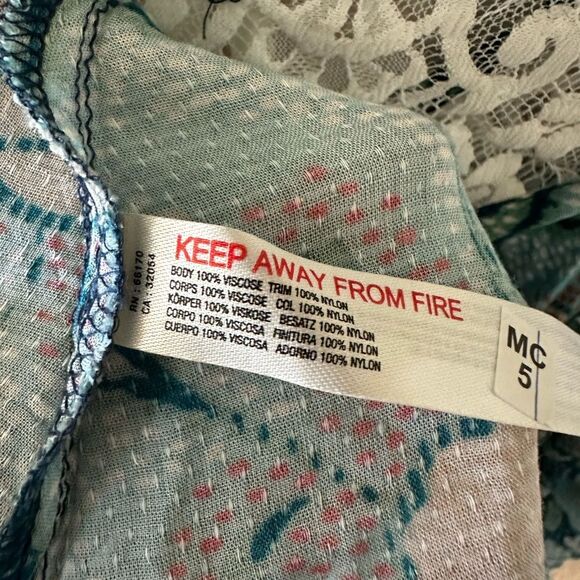 RN : 66170
CA : 32054
KEEP AWAY FROM FIRE
BODY 100% VISCOSE TRIM 100% NYLON
CORPS 100% VISCOSE COL 100% NYLON
KÖRPER 100% VISKOSE BESATZ 100% NYLON
CORPO 100% VISCOSA FINITURA 100% NYLON
CUERPO 100% VISCOSA ADORNO 100% NYLON
MC
5